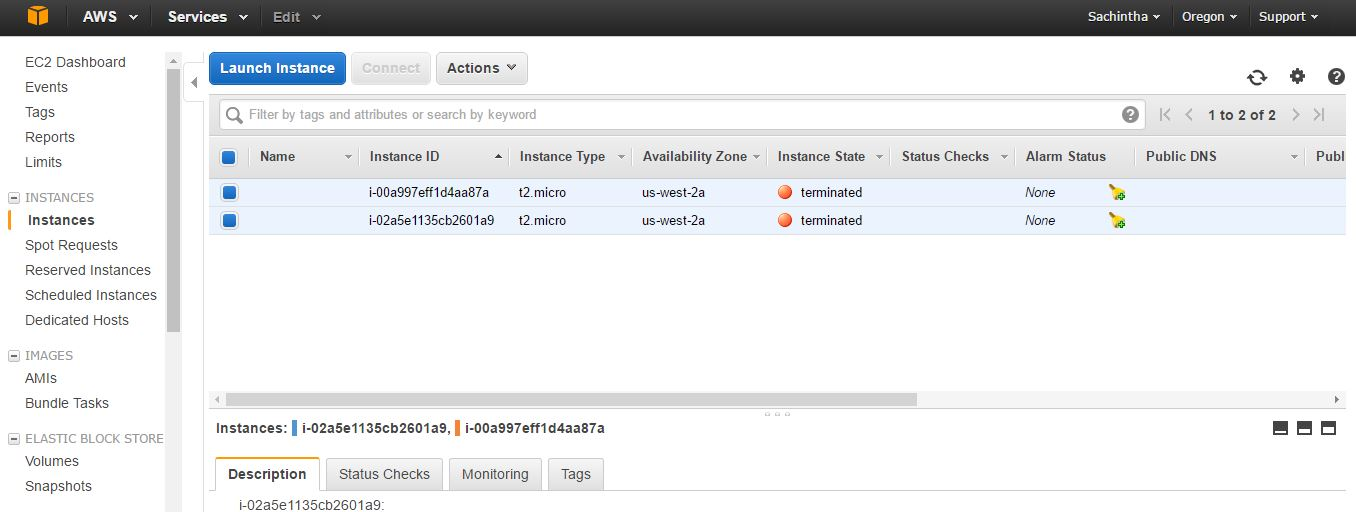 AWS Services Edit Sachintha Oregon Support
EC2 Dashboard
Events
Tags
Reports
Limits
INSTANCES
Instances
Spot Requests
Reserved Instances
Scheduled Instances
Dedicated Hosts
IMAGES
AMIs
Bundle Tasks
ELASTIC BLOCK STORE
Volumes
Snapshots
Launch Instance Connect Actions
Filter by tags and attributes or search by keyword 1 to 2 of 2
Name Instance ID Instance Type Availability Zone Instance State Status Checks Alarm Status Public DNS Publ
i-00a997eff1d4aa87a t2.micro us-west-2a terminated None
i-02a5e1135cb2601a9 t2.micro us-west-2a terminated None
Instances: i-02a5e1135cb2601a9, i-00a997eff1d4aa87a
Description Status Checks Monitoring Tags
i-02a5e1135cb2601a9: